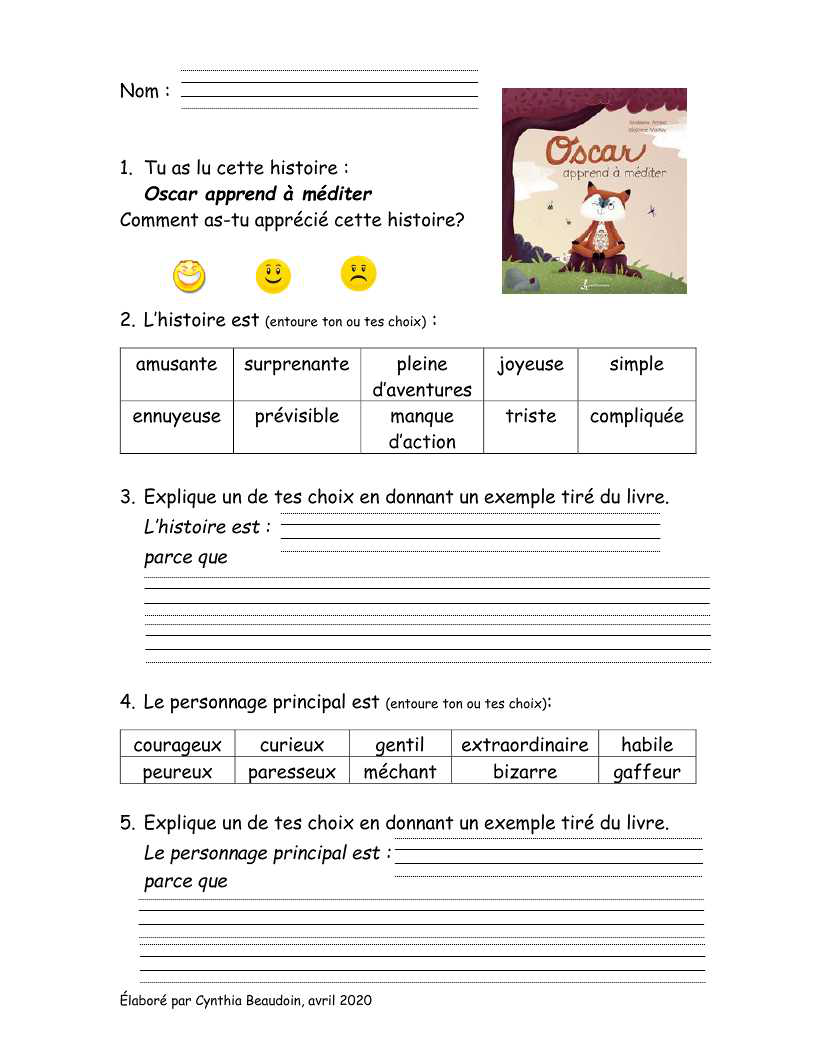 Nom :
Oscar
apprend à méditer
1. Tu as lu cette histoire :
Oscar apprend à méditer
Comment as-tu apprécié cette histoire?
2. L'histoire est (entoure ton ou tes choix) :
amusante surprenante pleine d'aventures joyeuse simple
ennuyeuse prévisible manque d'action triste compliquée
3. Explique un de tes choix en donnant un exemple tiré du livre.
L'histoire est :
parce que
4. Le personnage principal est (entoure ton ou tes choix):
courageux curieux gentil extraordinaire habile
peureux paresseux méchant bizarre gaffeur
5. Explique un de tes choix en donnant un exemple tiré du livre.
Le personnage principal est :
parce que
Élaboré par Cynthia Beaudoin, avril 2020